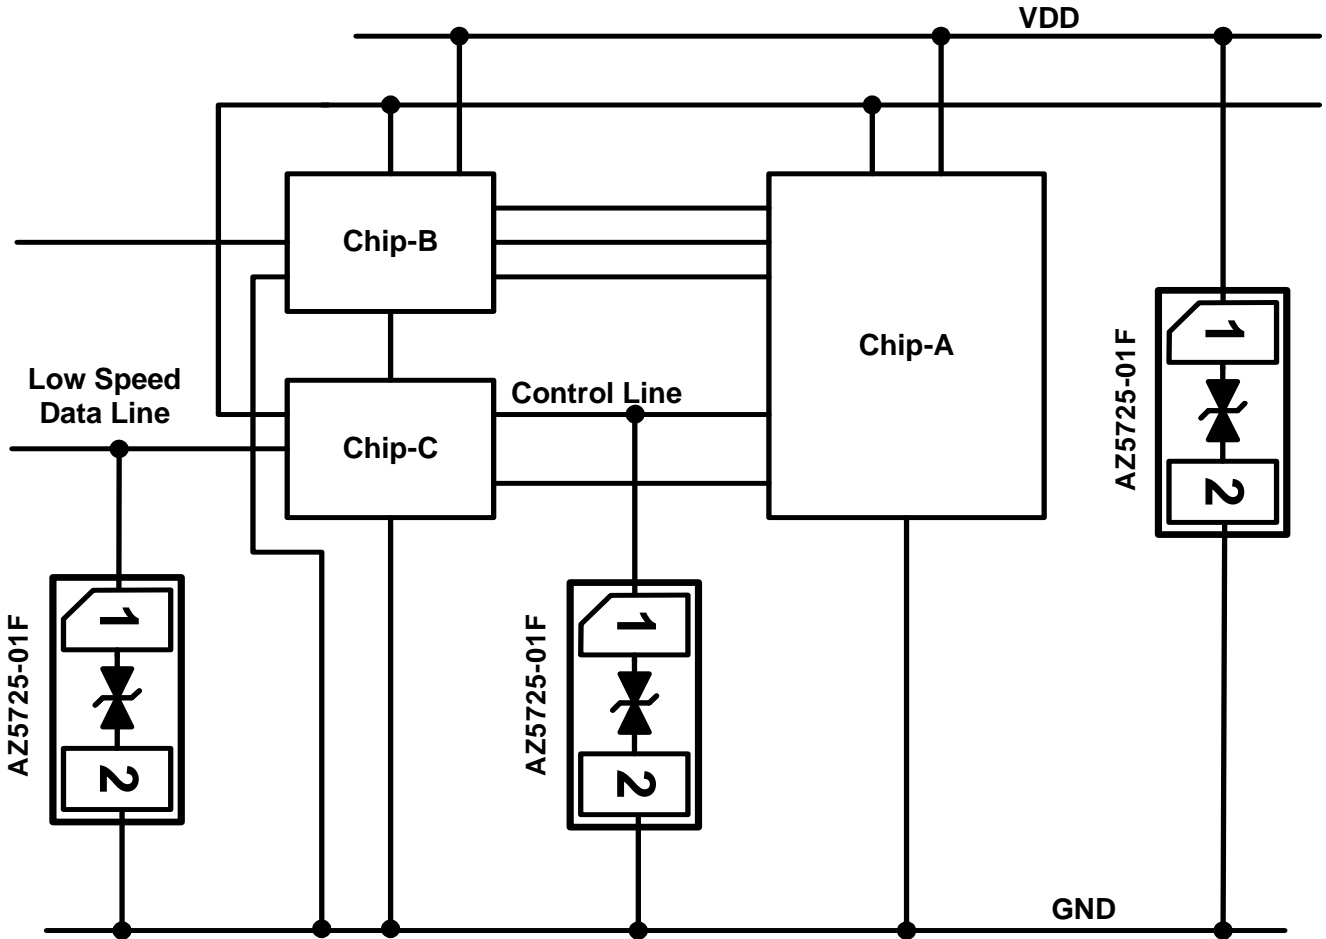 VDD
Chip-B
Chip-A
1
2
AZ5725-01F
Low Speed
Data Line
Control Line
Chip-C
1
2
AZ5725-01F
1
2
AZ5725-01F
GND